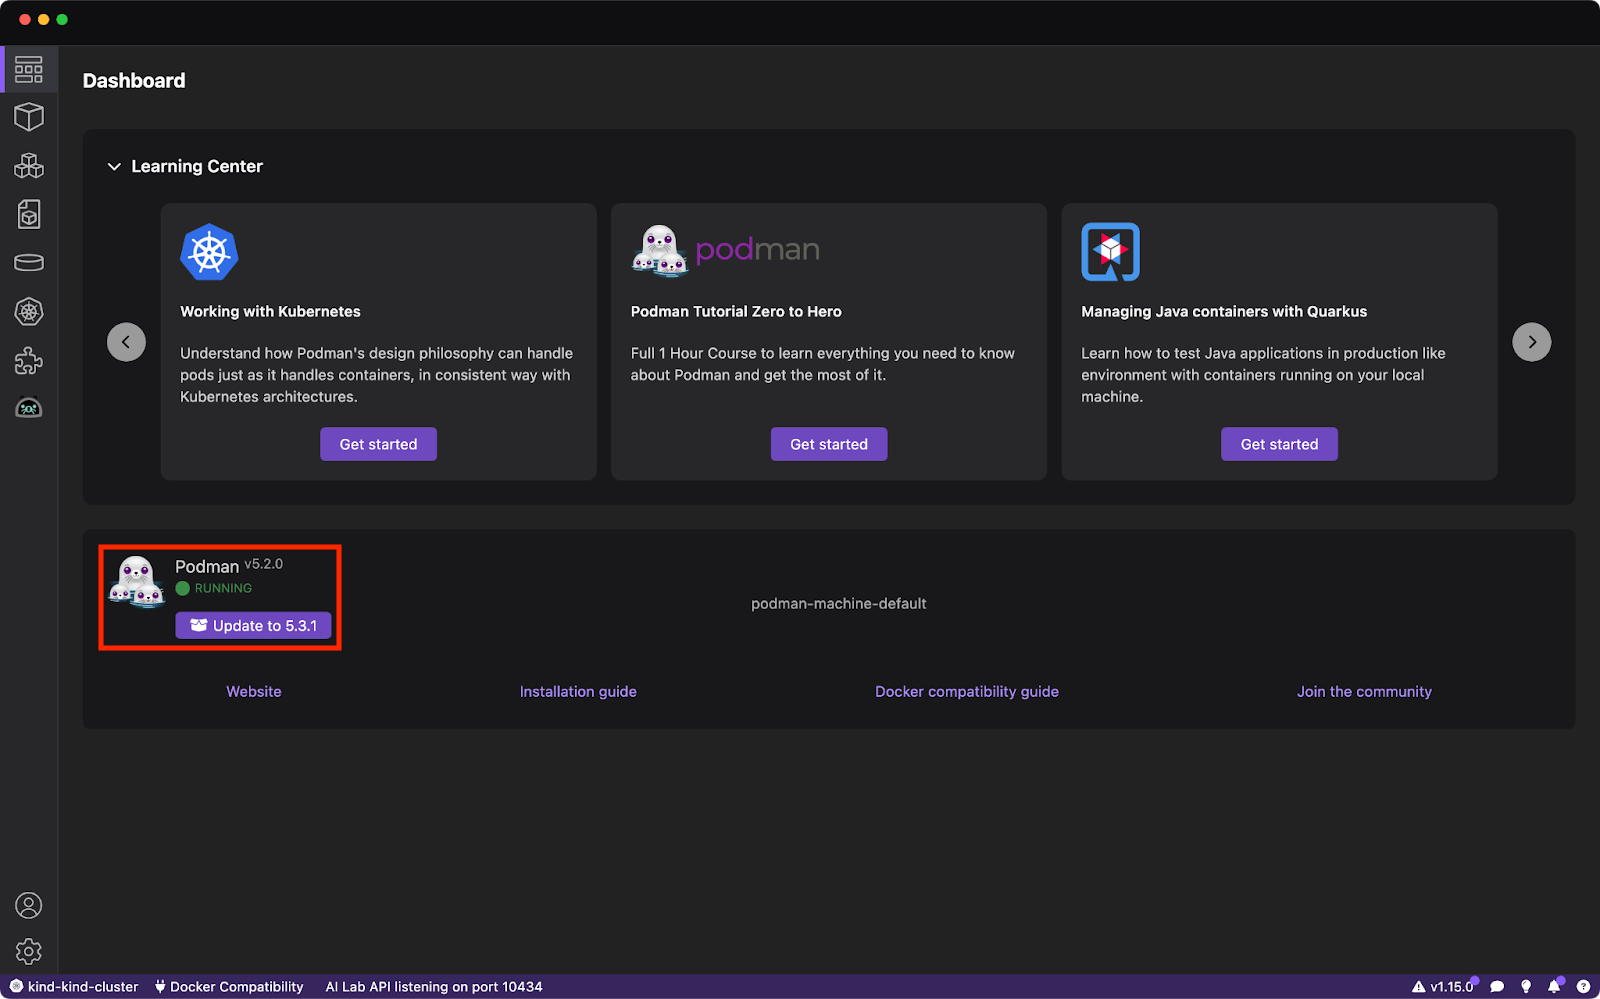 Dashboard
Learning Center
podman
Working with Kubernetes
Understand how Podman's design philosophy can handle
pods just as it handles containers, in consistent way with
Kubernetes architectures.
Get started
Podman Tutorial Zero to Hero
Full 1 Hour Course to learn everything you need to know
about Podman and get the most of it.
Get started
Managing Java containers with Quarkus
Learn how to test Java applications in production like
environment with containers running on your local
machine.
Get started
Podman v5.2.0
RUNNING
Update to 5.3.1
podman-machine-default
Website
Installation guide
Docker compatibility guide
Join the community
kind-kind-cluster
Docker Compatibility
AI Lab API listening on port 10434
v1.15.0